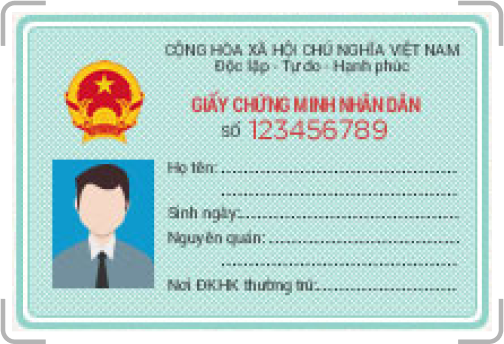 CỘNG HÒA XÃ HỘI CHỦ NGHĨA VIỆT NAM
Độc lập - Tự do - Hạnh phúc
GIẤY CHỨNG MINH NHÂN DÂN
SỐ 123456789
Họ tên:
Sinh ngày:
Nguyên quán:
Nơi ĐKHK thường trú: